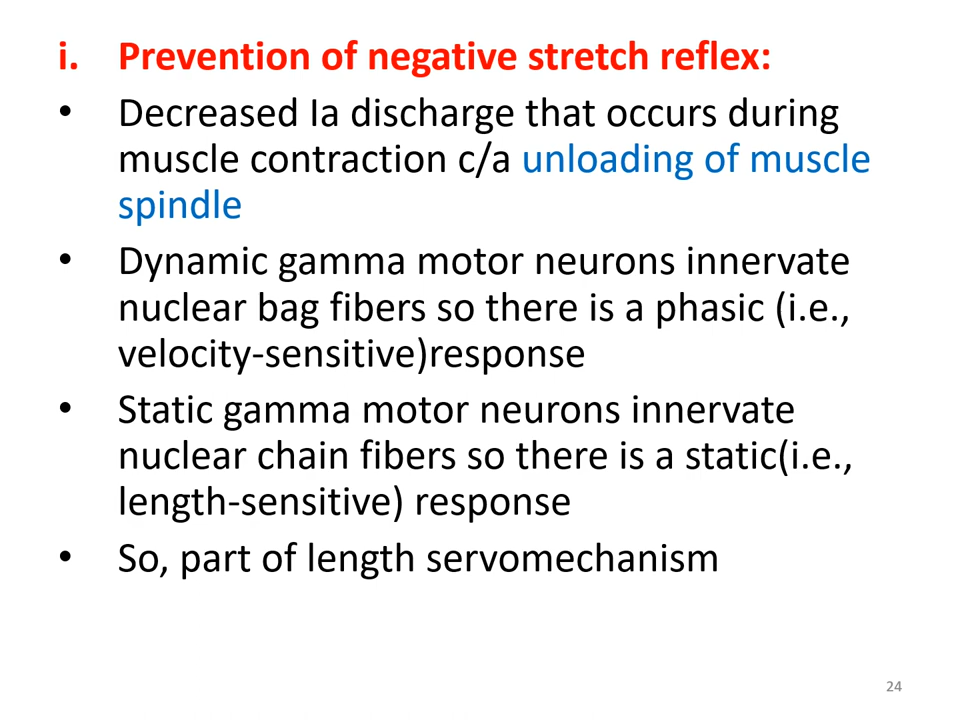 i. Prevention of negative stretch reflex:
• Decreased Ia discharge that occurs during
muscle contraction c/a unloading of muscle
spindle
• Dynamic gamma motor neurons innervate
nuclear bag fibers so there is a phasic (i.e.,
velocity-sensitive)response
• Static gamma motor neurons innervate
nuclear chain fibers so there is a static(i.e.,
length-sensitive) response
• So, part of length servomechanism
24